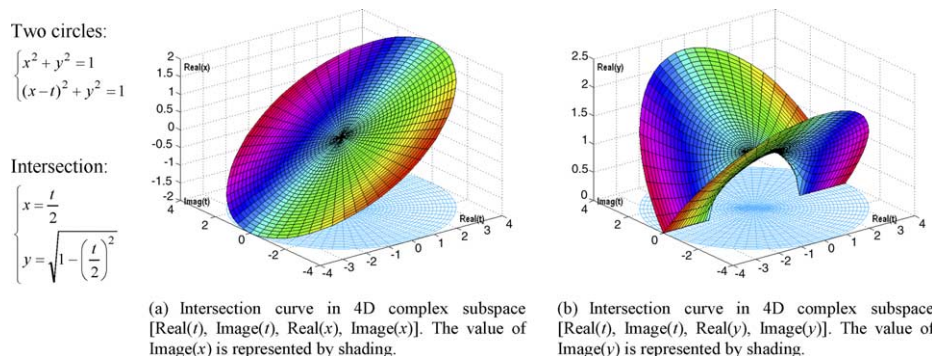 Two circles:
x² + y² = 1
(x-t)² + y² = 1
Intersection:
x = t/2
y = √(1-(t/2)²)
Real(x)
2
1.5
1
0.5
0
-0.5
-1
-1.5
-2
Imag(t)
4
2
0
-2
-4
Real(t)
-4
-3
-2
-1
0
1
2
3
4
(a) Intersection curve in 4D complex subspace
[Real(t), Image(t), Real(x), Image(x)]. The value of
Image(x) is represented by shading.
Real(y)
2.5
2
1.5
1
0.5
0
Imag(t)
4
2
0
-2
-4
Real(t)
-4
-3
-2
-1
0
1
2
3
4
(b) Intersection curve in 4D complex subspace
[Real(t), Image(t), Real(y), Image(y)]. The value of
Image(y) is represented by shading.